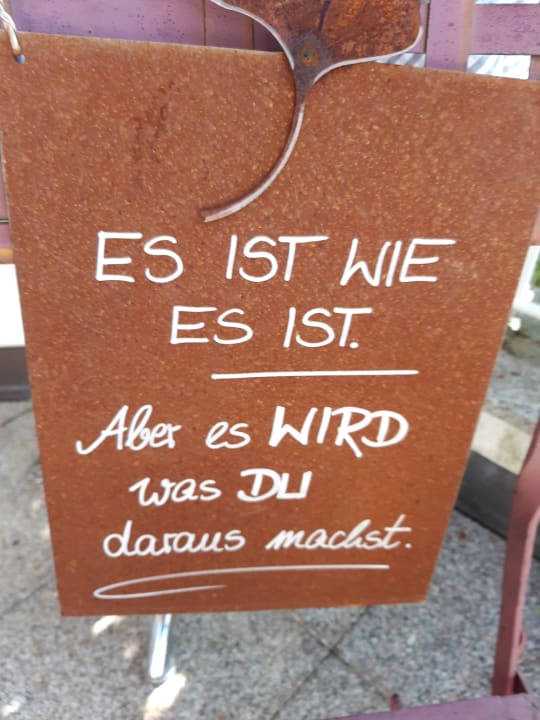 ES IST WIE
ES IST.
Aber es WIRD
was DU
daraus machst.